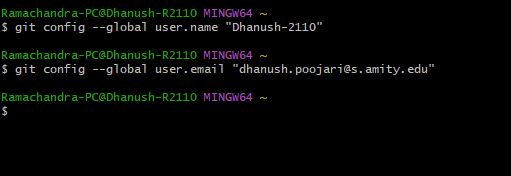 Ramachandra-PC@Dhanush-R2110 MINGW64 ~
$ git config --global user.name "Dhanush-2110"
Ramachandra-PC@Dhanush-R2110 MINGW64 ~
$ git config --global user.email "dhanush.poojari@s.amity.edu"
Ramachandra-PC@Dhanush-R2110 MINGW64 ~
$